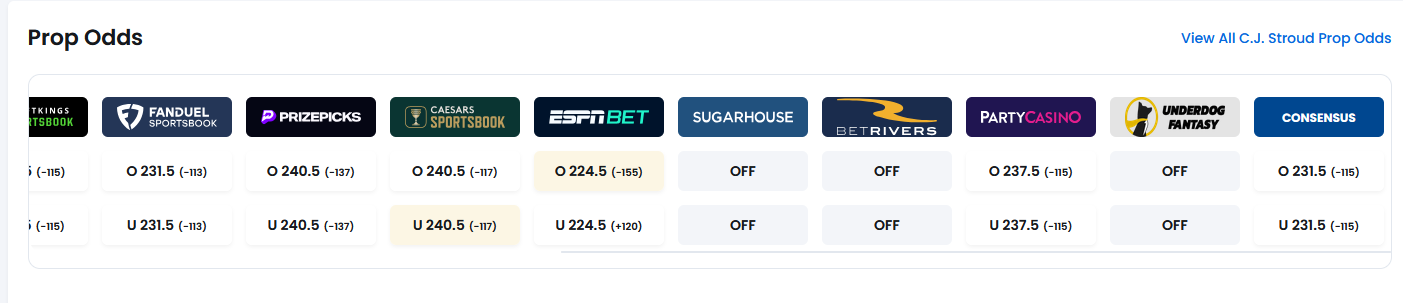 Prop Odds
View All C.J. Stroud Prop Odds
TKINGS
RTSBOOK
FANDUEL
SPORTSBOOK
PRIZEPICKS
CAESARS
SPORTSBOOK
ESPN BET
SUGARHOUSE
BETRIVERS
PARTYCASINO
UNDERDOG
FANTASY
CONSENSUS
5 (-115)
O 231.5 (-113)
O 240.5 (-137)
O 240.5 (-117)
O 224.5 (-155)
OFF
OFF
O 237.5 (-115)
OFF
O 231.5 (-115)
5 (-115)
U 231.5 (-113)
U 240.5 (-137)
U 240.5 (-117)
U 224.5 (+120)
OFF
OFF
U 237.5 (-115)
OFF
U 231.5 (-115)